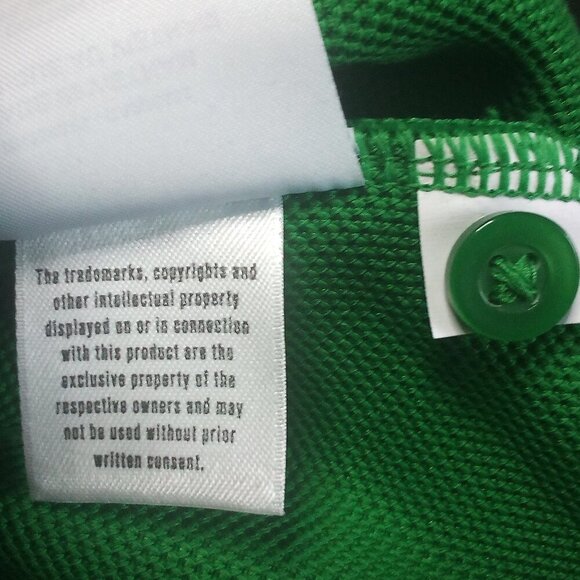 The tradomarks, copyrights and
other intellectual property
displayed on or in connection
with this product are the
exclusive property of the
respective owners and may
not be used without prior
written consent.